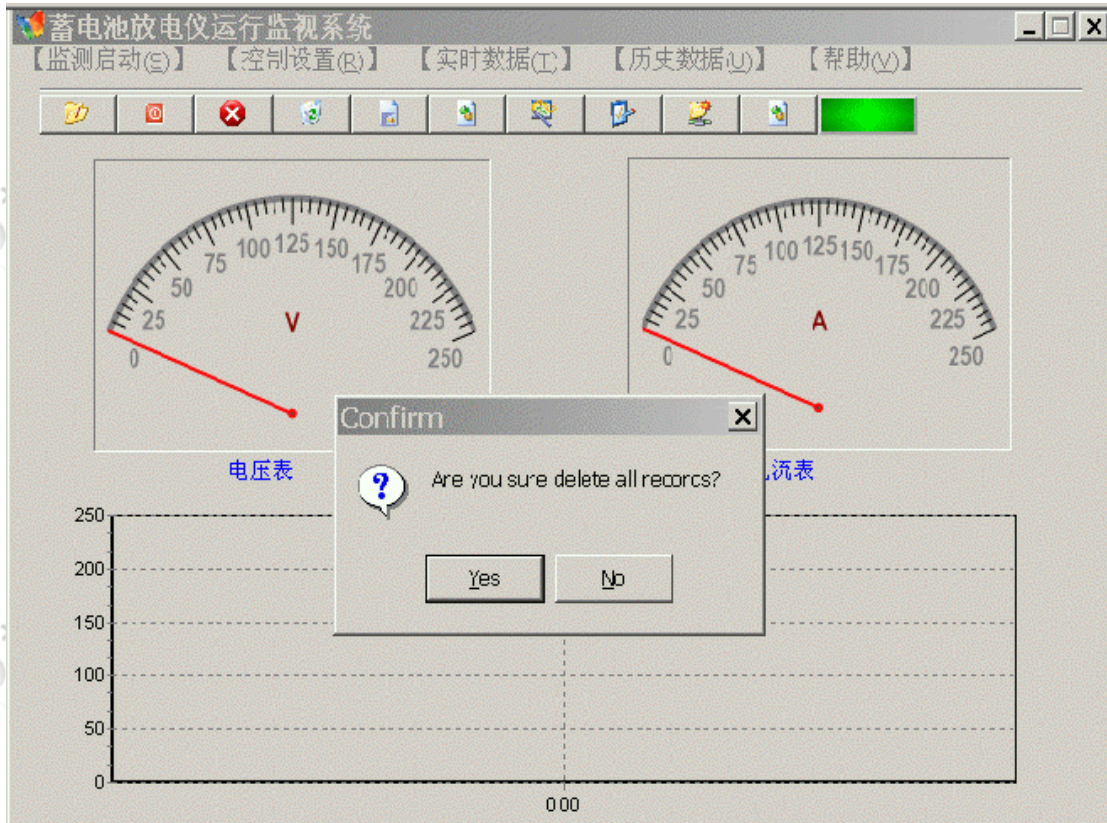 蓄电池放电仪运行监视系统
【监测启动(S)】 【控制设置(R)】 【实时数据(T)】 【历史数据(U)】 【帮助(V)】
0 25 50 75 100 125 150 175 200 225 250
V
0 25 50 75 100 125 150 175 200 225 250
A
电压表
流表
Confirm
Are you sure delete all recorcs?
Yes No
250
200
150
100
50
0
0 00